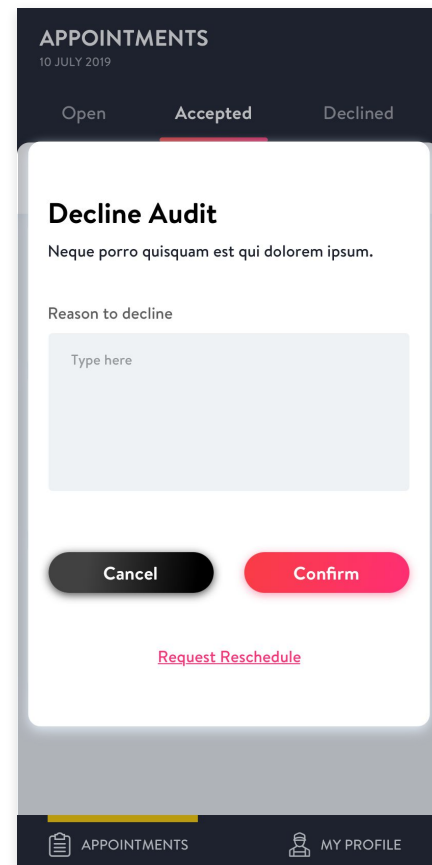 APPOINTMENTS
10 JULY 2019
Open Accepted Declined
Decline Audit
Neque porro quisquam est qui dolorem ipsum.
Reason to decline
Type here
Cancel Confirm
Request Reschedule
APPOINTMENTS MY PROFILE